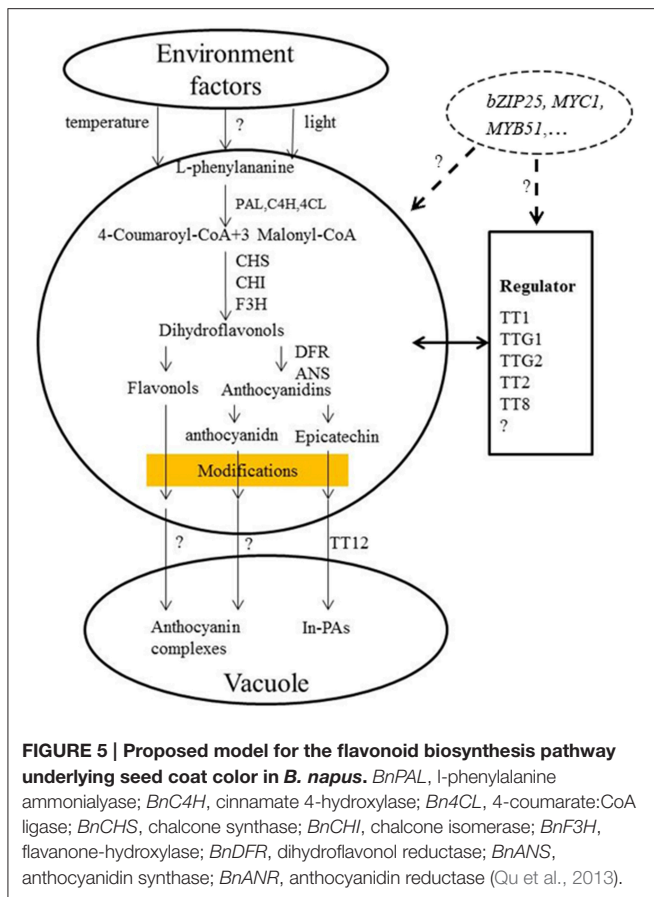 Environment
factors
temperature
?
light
bZIP25, MYC1,
MYB51,...
?
?
L-phenylananine
PAL,C4H,4CL
4-Coumaroyl-CoA+3 Malonyl-CoA
CHS
CHI
F3H
Dihydroflavonols
DFR
ANS
Flavonols
Anthocyanidins
anthocyanidn
Epicatechin
Modifications
?
?
TT12
Anthocyanin
complexes
In-PAs
Vacuole
Regulator
TT1
TTG1
TTG2
TT2
TT8
?
FIGURE 5 | Proposed model for the flavonoid biosynthesis pathway
underlying seed coat color in B. napus. BnPAL, l-phenylalanine
ammonialyase; BnC4H, cinnamate 4-hydroxylase; Bn4CL, 4-coumarate:CoA
ligase; BnCHS, chalcone synthase; BnCHI, chalcone isomerase; BnF3H,
flavanone-hydroxylase; BnDFR, dihydroflavonol reductase; BnANS,
anthocyanidin synthase; BnANR, anthocyanidin reductase (Qu et al., 2013).